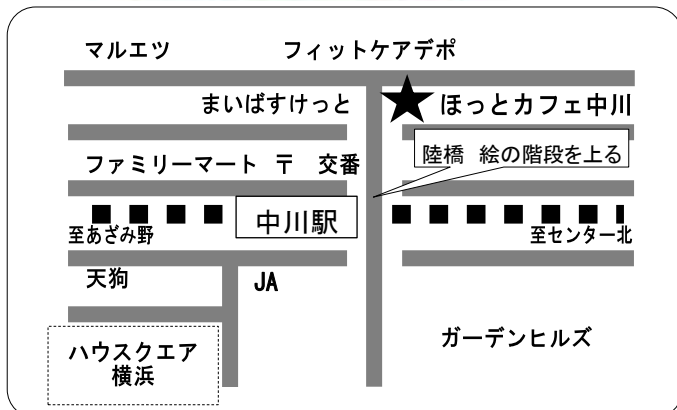 マルエツ
フィットケアデポ
まいばすけっと
ほっとカフェ中川
陸橋 絵の階段を上る
ファミリーマート 〒 交番
中川駅
至あざみ野
至センター北
天狗
JA
ガーデンヒルズ
ハウスクエア
横浜